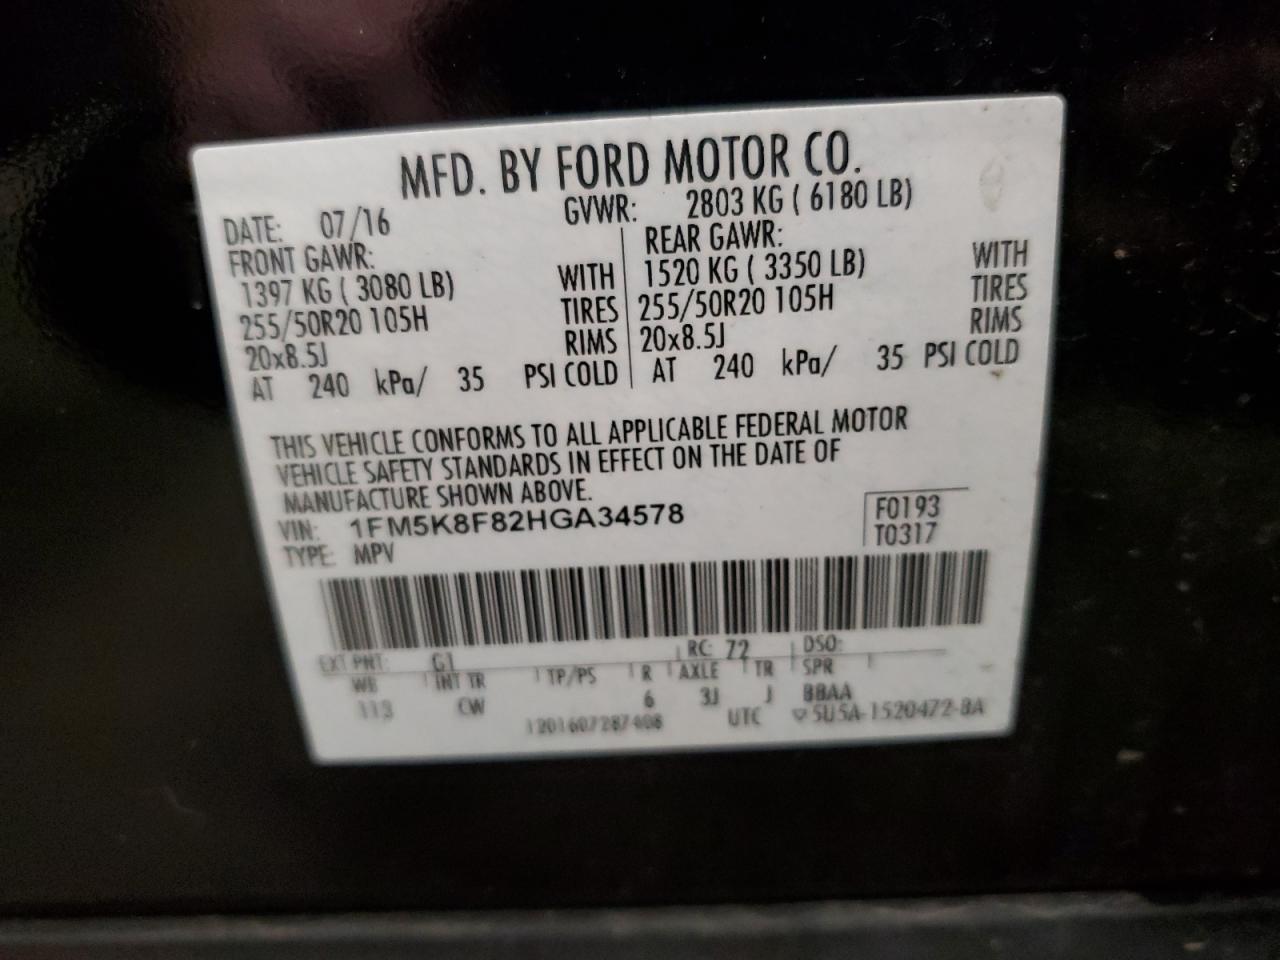 MFD. BY FORD MOTOR CO.
DATE: 07/16 GVWR: 2803 KG ( 6180 LB)
FRONT GAWR:
1397 KG ( 3080 LB) WITH
255/50R20 105H TIRES
20x8.5J RIMS
AT 240 kPa/ 35 PSI COLD
REAR GAWR:
1520 KG ( 3350 LB) WITH
255/50R20 105H TIRES
20x8.5J RIMS
AT 240 kPa/ 35 PSI COLD
THIS VEHICLE CONFORMS TO ALL APPLICABLE FEDERAL MOTOR
VEHICLE SAFETY STANDARDS IN EFFECT ON THE DATE OF
MANUFACTURE SHOWN ABOVE.
VIN: 1FM5K8F82HGA34578
TYPE: MPV
F0193
T0317
EXT PNT: G1 RC: 72 DSO:
WB INT TR TP/PS R AXLE TR SPR
113 CW 6 3J J BBAA
1201607287408 UTC ▽5U5A-1520472-BA